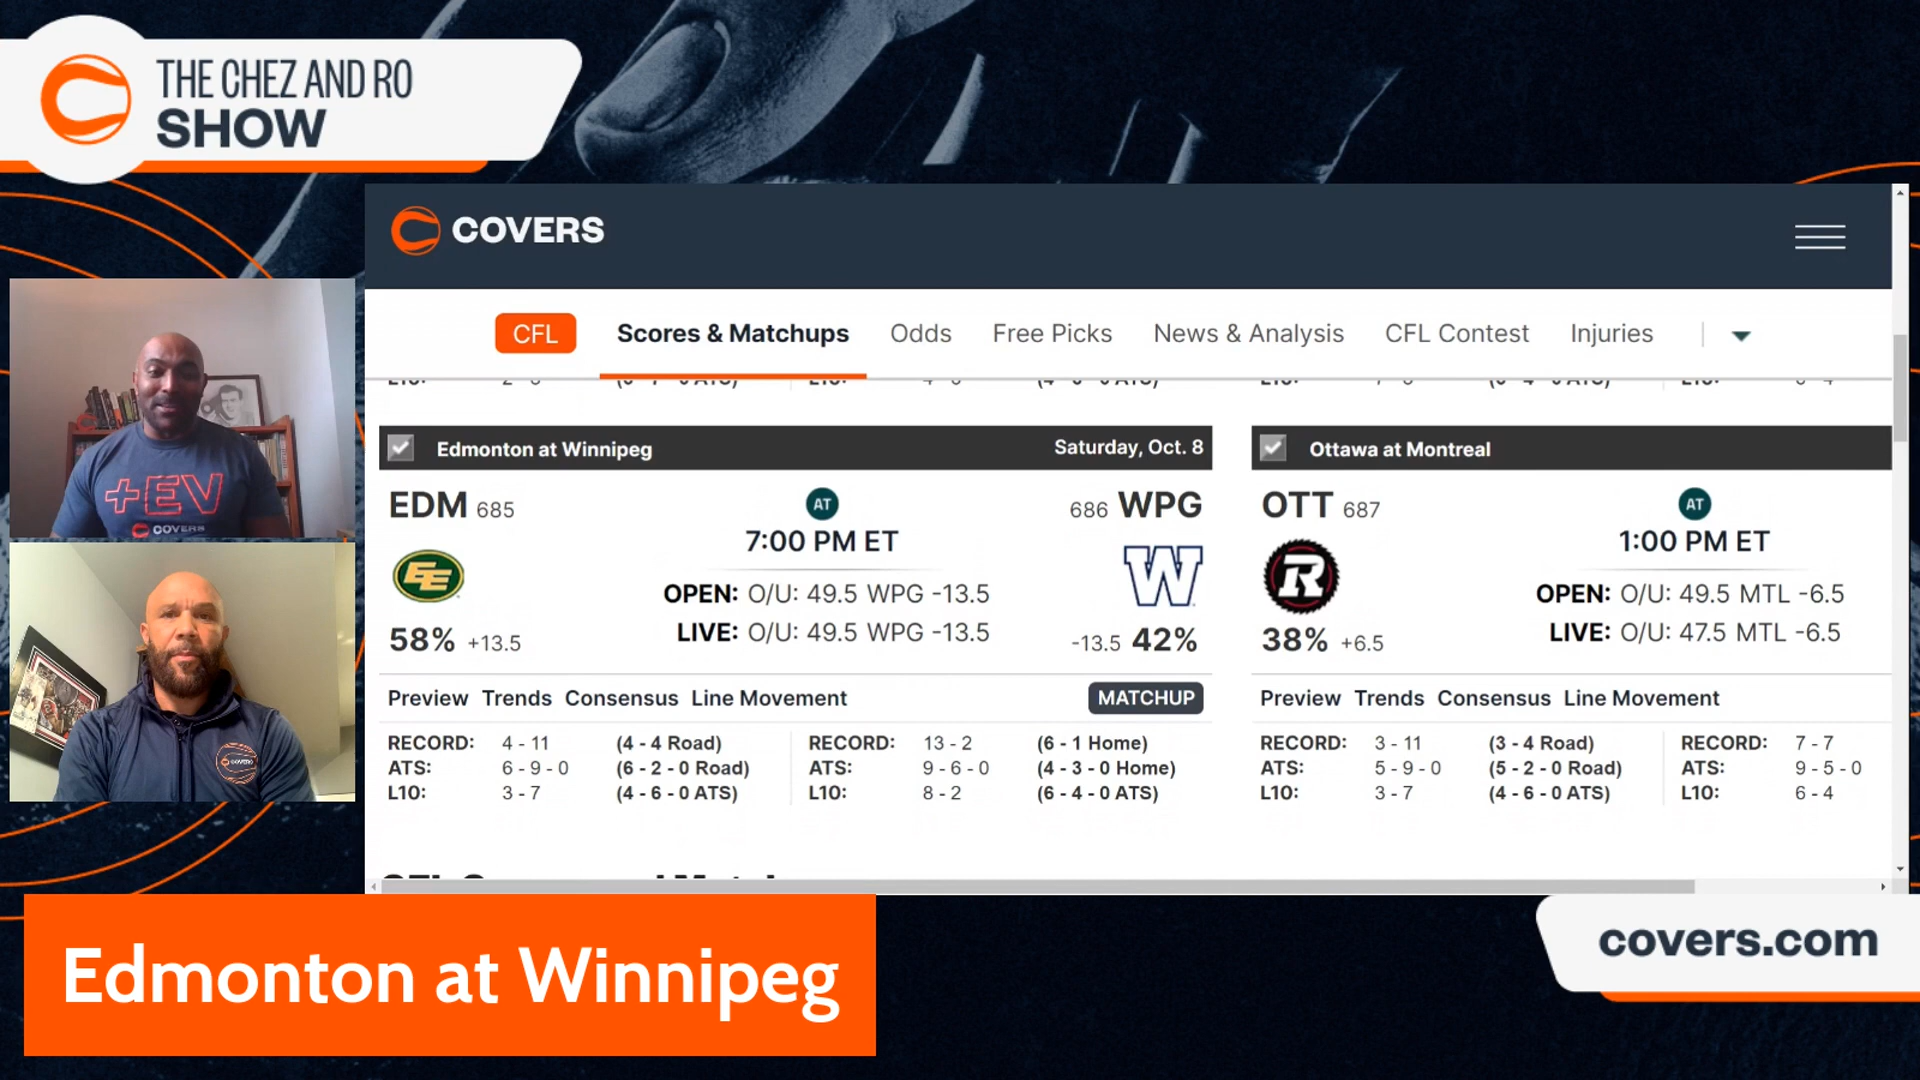 THE CHEZ AND RO
SHOW
COVERS
CFL Scores & Matchups Odds Free Picks News & Analysis CFL Contest Injuries
Edmonton at Winnipeg Saturday, Oct. 8
EDM 685 AT 686 WPG
7:00 PM ET
OPEN: O/U: 49.5 WPG -13.5
LIVE: O/U: 49.5 WPG -13.5
58% +13.5 -13.5 42%
Preview Trends Consensus Line Movement MATCHUP
RECORD: 4 - 11 (4 - 4 Road) RECORD: 13 - 2 (6 - 1 Home)
ATS: 6 - 9 - 0 (6 - 2 - 0 Road) ATS: 9 - 6 - 0 (4 - 3 - 0 Home)
L10: 3 - 7 (4 - 6 - 0 ATS) L10: 8 - 2 (6 - 4 - 0 ATS)
Ottawa at Montreal
OTT 687 AT
1:00 PM ET
OPEN: O/U: 49.5 MTL -6.5
LIVE: O/U: 47.5 MTL -6.5
38% +6.5
Preview Trends Consensus Line Movement
RECORD: 3 - 11 (3 - 4 Road) RECORD: 7 - 7
ATS: 5 - 9 - 0 (5 - 2 - 0 Road) ATS: 9 - 5 - 0
L10: 3 - 7 (4 - 6 - 0 ATS) L10: 6 - 4
EE
W
R
+EV
COVERS
COVERS
Edmonton at Winnipeg
covers.com